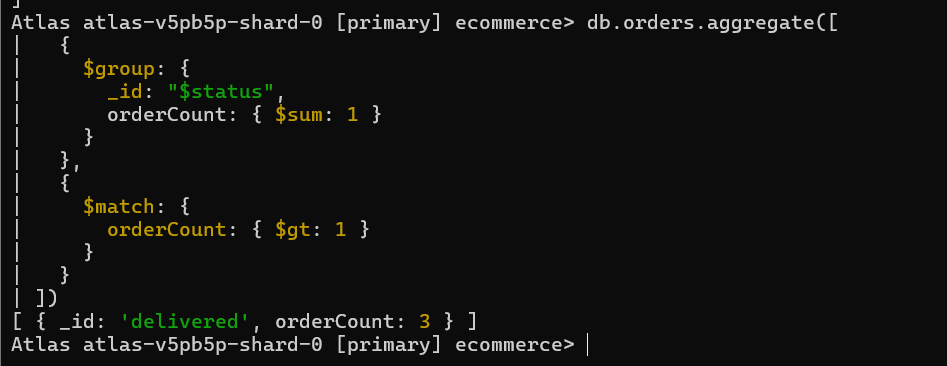 ]
Atlas atlas-v5pb5p-shard-0 [primary] ecommerce> db.orders.aggregate([
|   {
|     $group: {
|       _id: "$status",
|       orderCount: { $sum: 1 }
|     }
|   },
|   {
|     $match: {
|       orderCount: { $gt: 1 }
|     }
|   }
| ])
[ { _id: 'delivered', orderCount: 3 } ]
Atlas atlas-v5pb5p-shard-0 [primary] ecommerce>